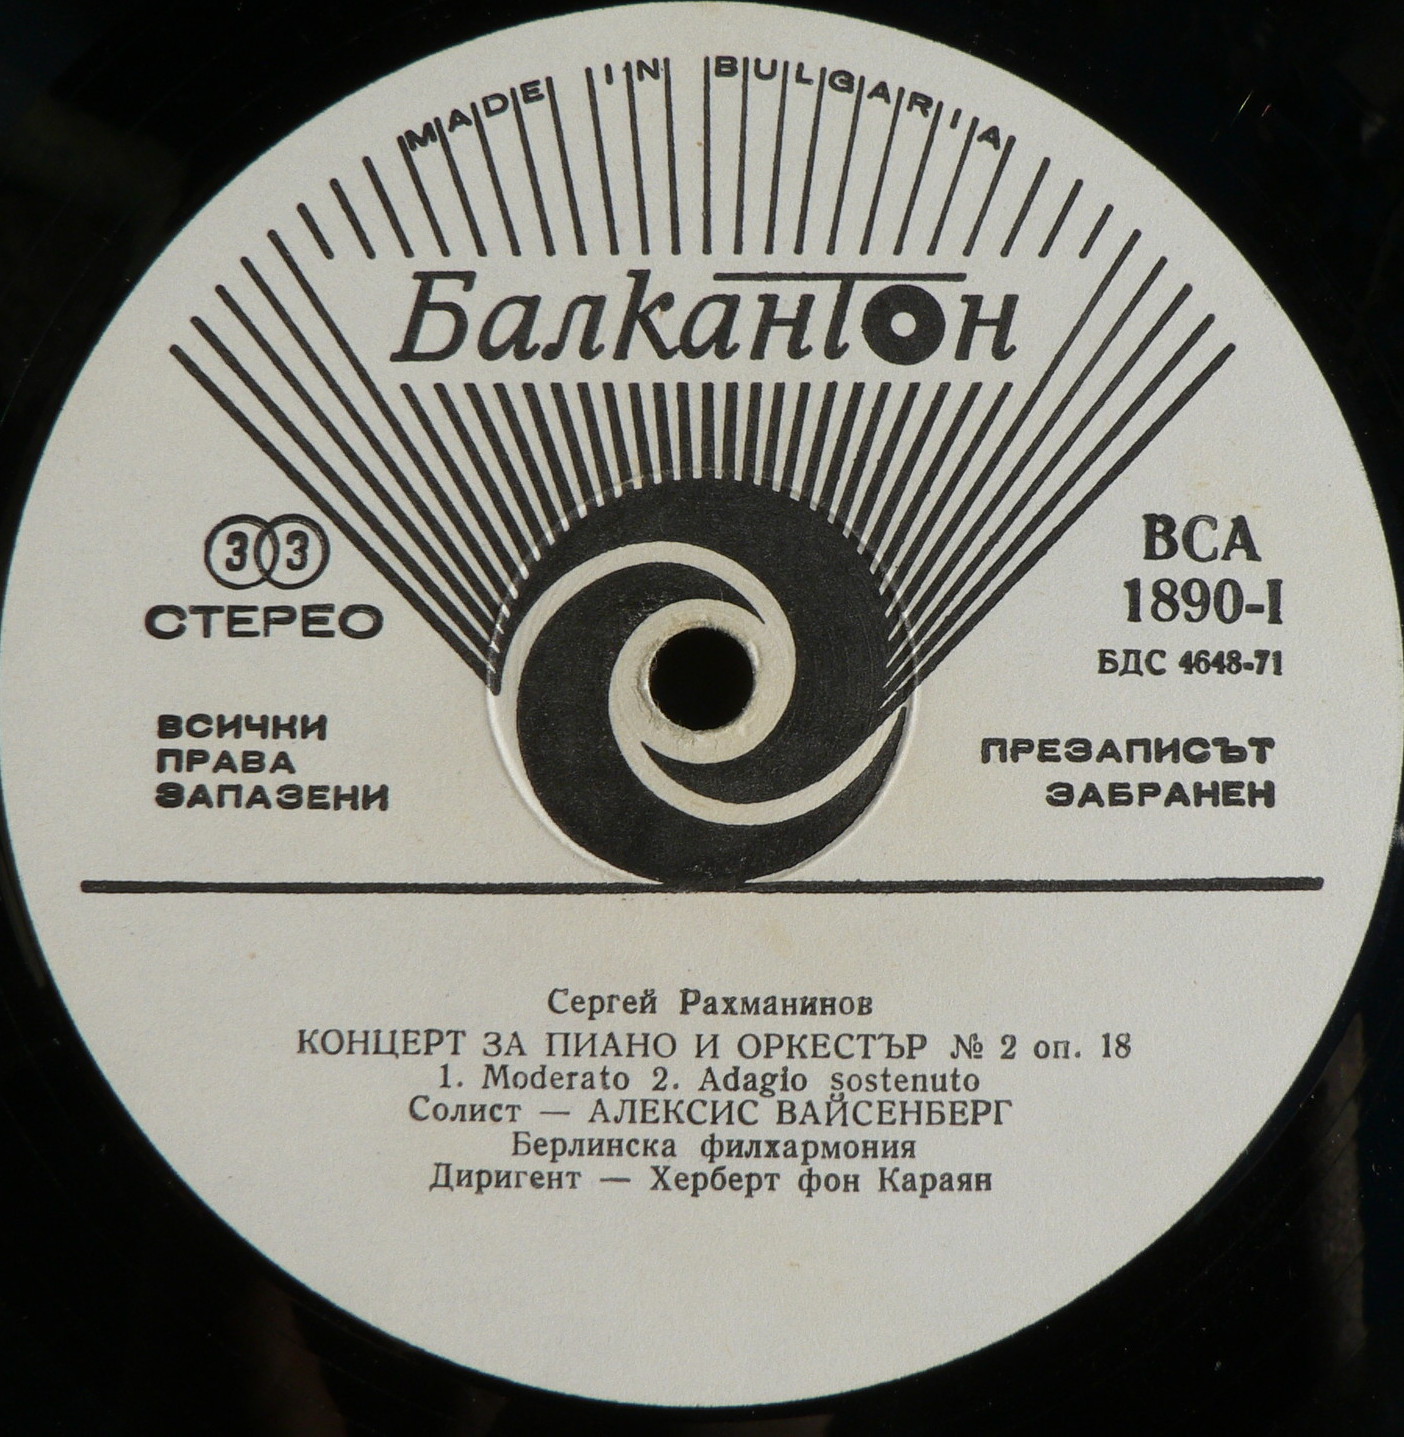 MADE IN BULGARIA
Балкантон
33
СТЕРЕО
ВСИЧКИ
ПРАВА
ЗАПАЗЕНИ
ВСА
1890-I
БДС 4648-71
ПРЕЗАПИСЪТ
ЗАБРАНЕН
Сергей Рахманинов
КОНЦЕРТ ЗА ПИАНО И ОРКЕСТЪР № 2 оп. 18
1. Moderato 2. Adagio sostenuto
Солист — АЛЕКСИС ВАЙСЕНБЕРГ
Берлинска филхармония
Диригент — Херберт фон Караян